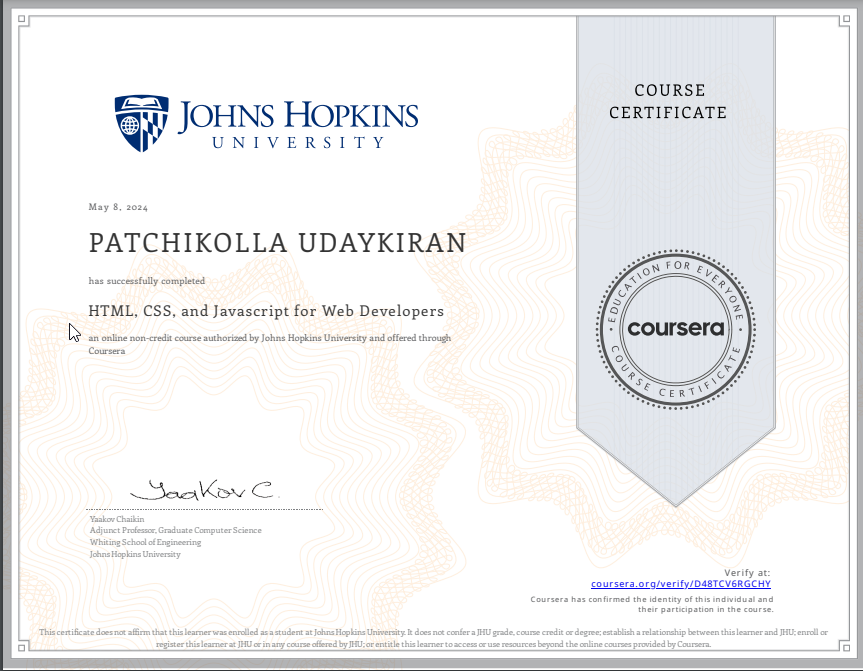 JOHNS HOPKINS
UNIVERSITY
COURSE
CERTIFICATE
May 8, 2024
PATCHIKOLLA UDAYKIRAN
has successfully completed
HTML, CSS, and Javascript for Web Developers
an online non-credit course authorized by Johns Hopkins University and offered through
Coursera
EDUCATION FOR EVERYONE
coursera
COURSE CERTIFICATE
Yaakov C.
Yaakov Chaikin
Adjunct Professor, Graduate Computer Science
Whiting School of Engineering
Johns Hopkins University
Verify at:
coursera.org/verify/D48TCV6RGCHY
Coursera has confirmed the identity of this individual and
their participation in the course.
This certificate does not affirm that this learner was enrolled as a student at Johns Hopkins University. It does not confer a JHU grade, course credit or degree; establish a relationship between this learner and JHU; enroll or
register this learner at JHU or in any course offered by JHU; or entitle this learner to access or use resources beyond the online courses provided by Coursera.